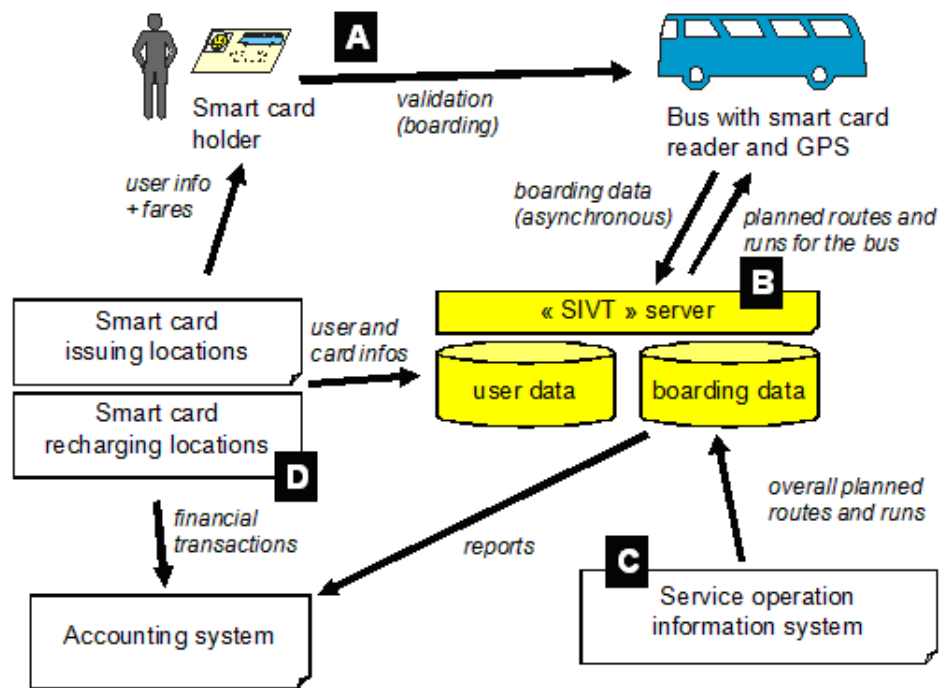 A
Smart card
holder
validation
(boarding)
Bus with smart card
reader and GPS
user info
+ fares
boarding data
(asynchronous)
planned routes and
runs for the bus
B
« SIVT » server
Smart card
issuing locations
user and
card infos
user data
boarding data
Smart card
recharging locations
D
financial
transactions
reports
overall planned
routes and runs
C
Service operation
information system
Accounting system